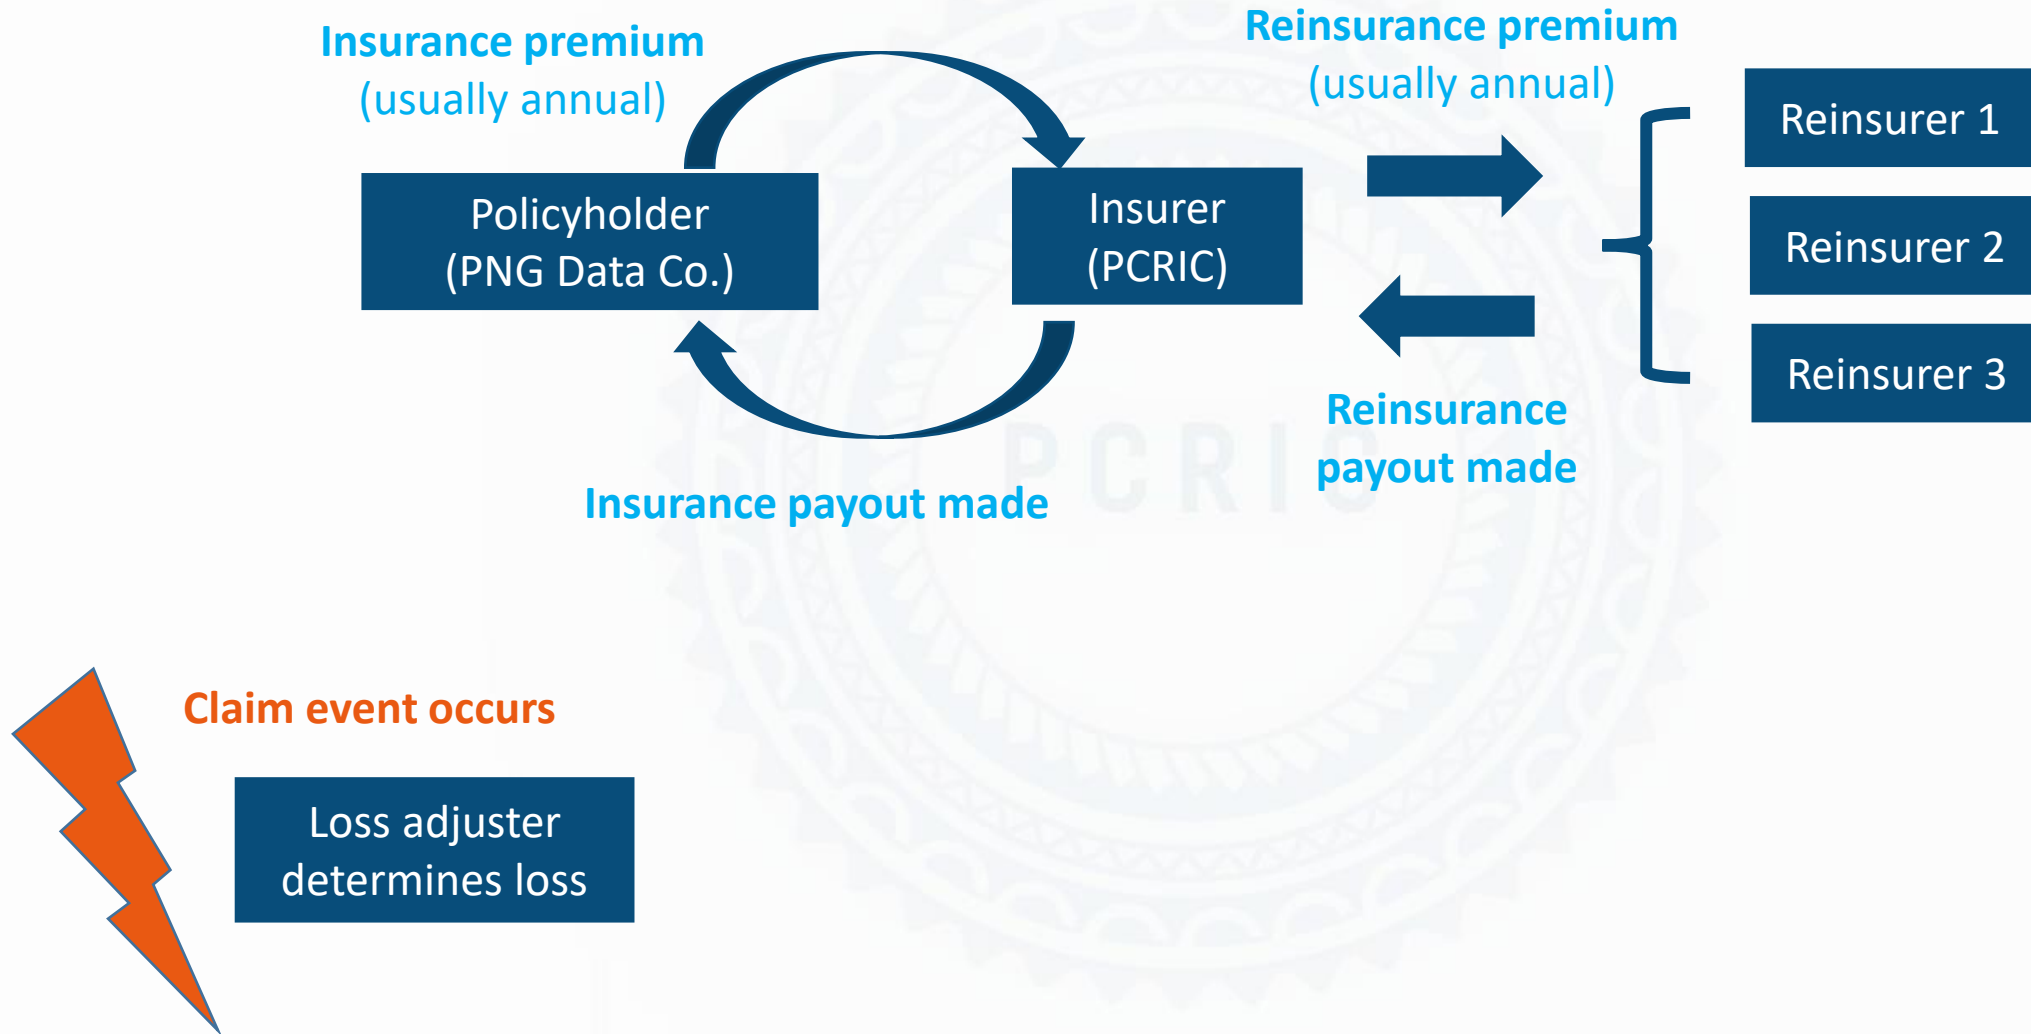 Insurance premium
(usually annual)
Reinsurance premium
(usually annual)
Policyholder
(PNG Data Co.)
Insurer
(PCRIC)
Reinsurer 1
Reinsurer 2
Reinsurer 3
Insurance payout made
Reinsurance
payout made
PCRIC
Claim event occurs
Loss adjuster
determines loss